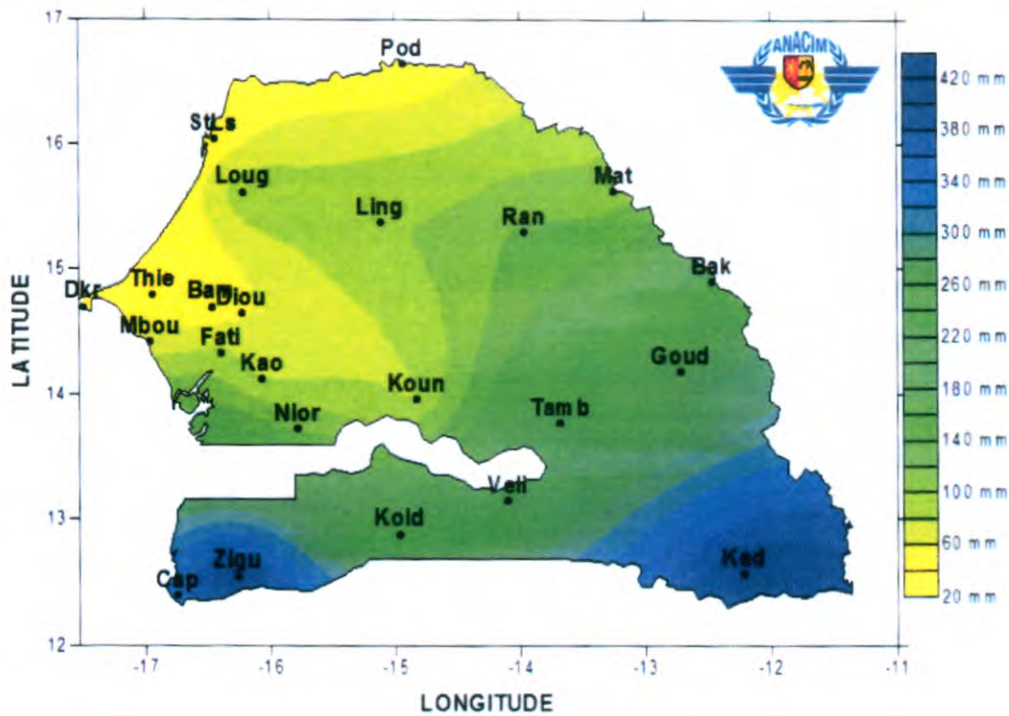 17
16
15
14
13
12
LATITUDE
Pod
St.Ls
Loug
Ling
Mat
Ran
Bak
Thie
Dkr
Bam
Diou
Mbou
Fati
Kao
Goud
Koun
Nior
Tamb
Veli
Kold
Zigu
Cap
Ked
ANACIM
420 mm
380 mm
340 mm
300 mm
260 mm
220 mm
180 mm
140 mm
100 mm
60 mm
20 mm
-17 -16 -15 -14 -13 -12 -11
LONGITUDE